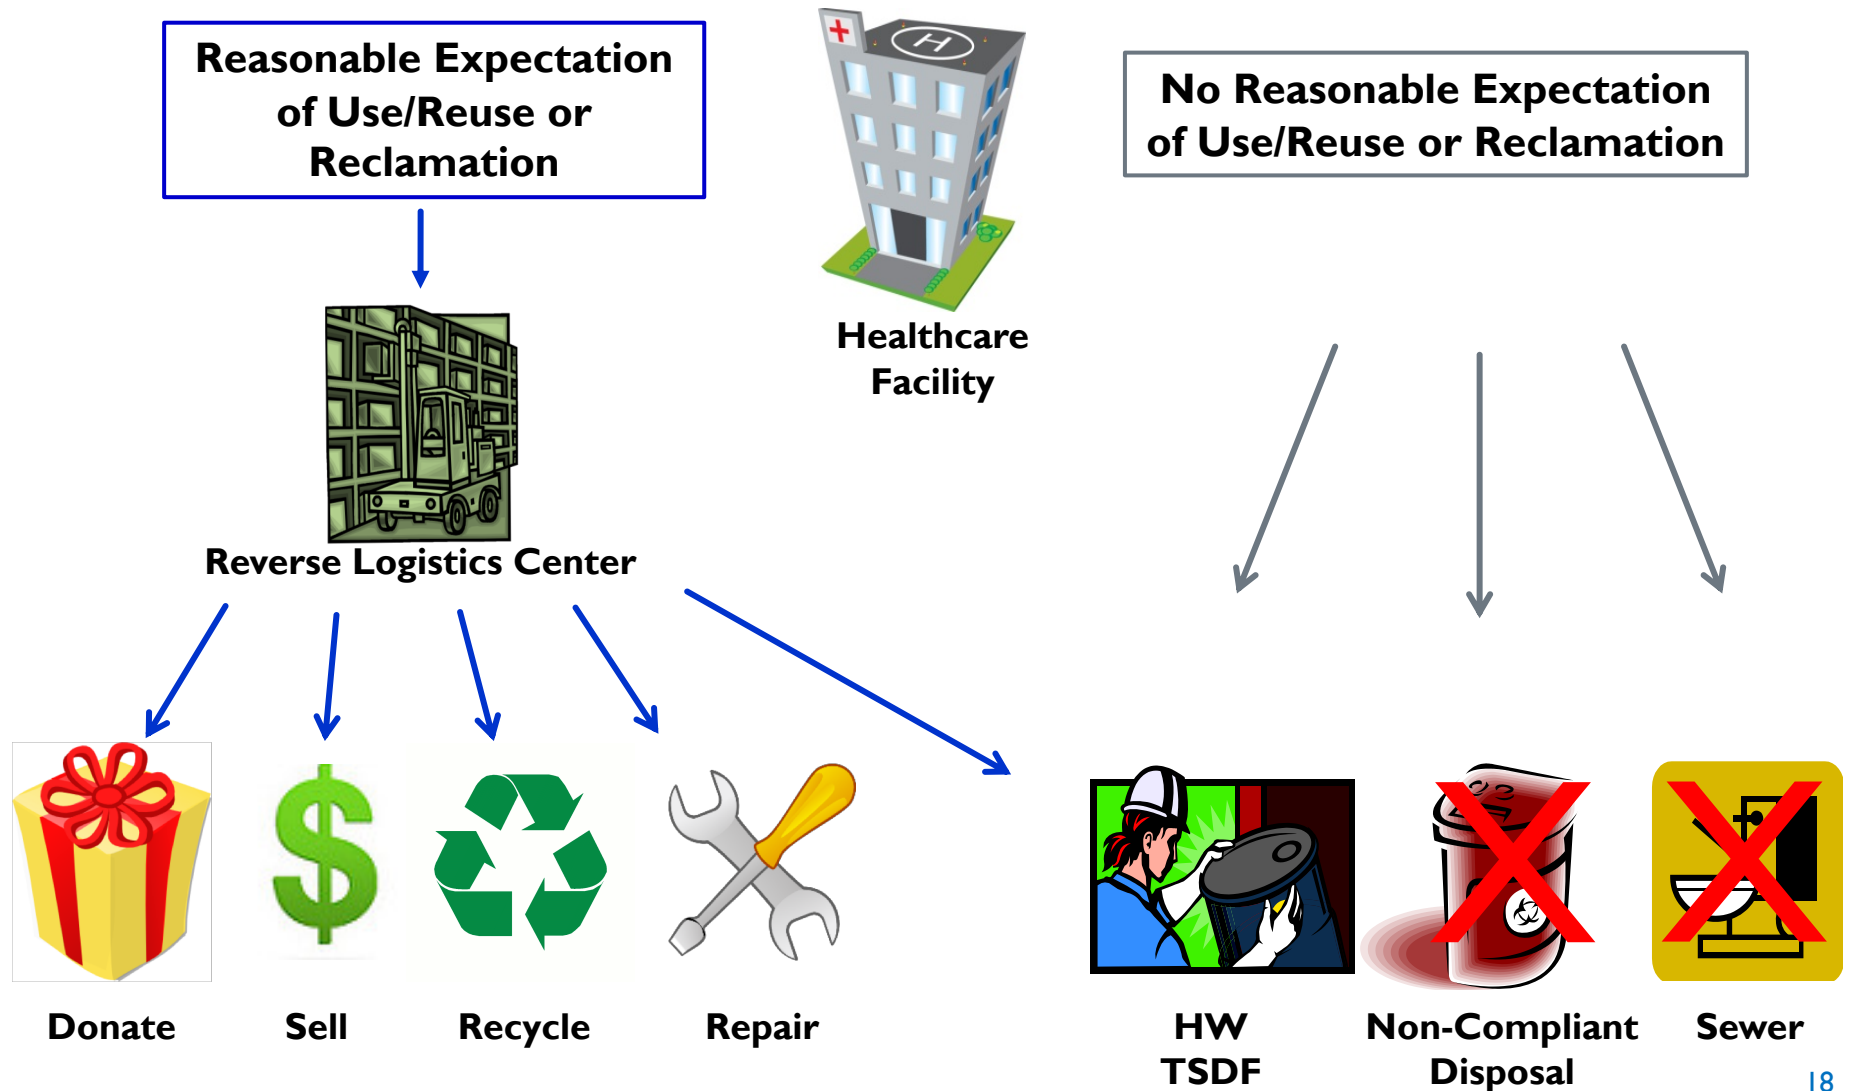 Reasonable Expectation
of Use/Reuse or
Reclamation
H
Healthcare
Facility
No Reasonable Expectation
of Use/Reuse or Reclamation
Reverse Logistics Center
Donate
Sell
Recycle
Repair
HW
TSDF
Non-Compliant
Disposal
Sewer
18